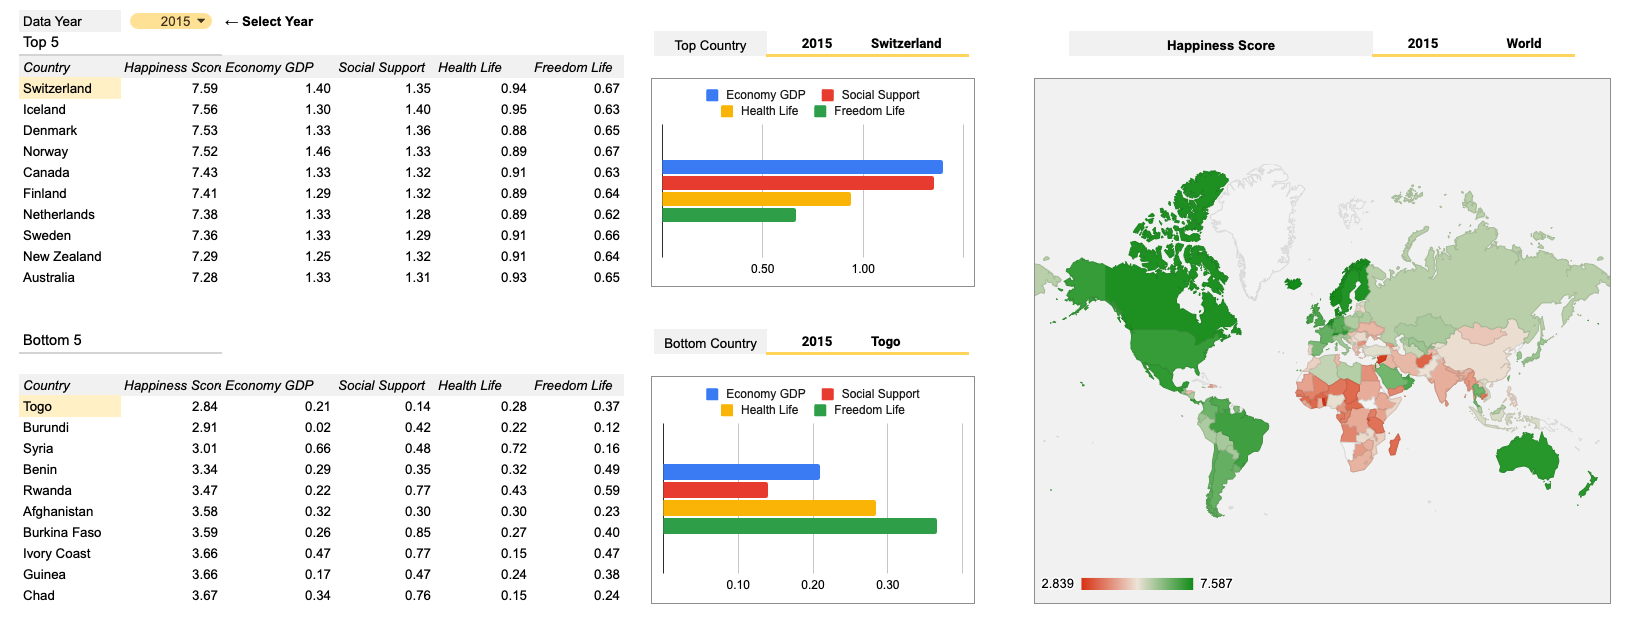 Data Year 2015 ← Select Year
Top 5
Country Happiness Score Economy GDP Social Support Health Life Freedom Life
Switzerland 7.59 1.40 1.35 0.94 0.67
Iceland 7.56 1.30 1.40 0.95 0.63
Denmark 7.53 1.33 1.36 0.88 0.65
Norway 7.52 1.46 1.33 0.89 0.67
Canada 7.43 1.33 1.32 0.91 0.63
Finland 7.41 1.29 1.32 0.89 0.64
Netherlands 7.38 1.33 1.28 0.89 0.62
Sweden 7.36 1.33 1.29 0.91 0.66
New Zealand 7.29 1.25 1.32 0.91 0.64
Australia 7.28 1.33 1.31 0.93 0.65
Top Country 2015 Switzerland
Economy GDP Social Support
Health Life Freedom Life
0.50 1.00
Bottom 5
Country Happiness Score Economy GDP Social Support Health Life Freedom Life
Togo 2.84 0.21 0.14 0.28 0.37
Burundi 2.91 0.02 0.42 0.22 0.12
Syria 3.01 0.66 0.48 0.72 0.16
Benin 3.34 0.29 0.35 0.32 0.49
Rwanda 3.47 0.22 0.77 0.43 0.59
Afghanistan 3.58 0.32 0.30 0.30 0.23
Burkina Faso 3.59 0.26 0.85 0.27 0.40
Ivory Coast 3.66 0.47 0.77 0.15 0.47
Guinea 3.66 0.17 0.47 0.24 0.38
Chad 3.67 0.34 0.76 0.15 0.24
Bottom Country 2015 Togo
Economy GDP Social Support
Health Life Freedom Life
0.10 0.20 0.30
Happiness Score 2015 World
2.839 7.587